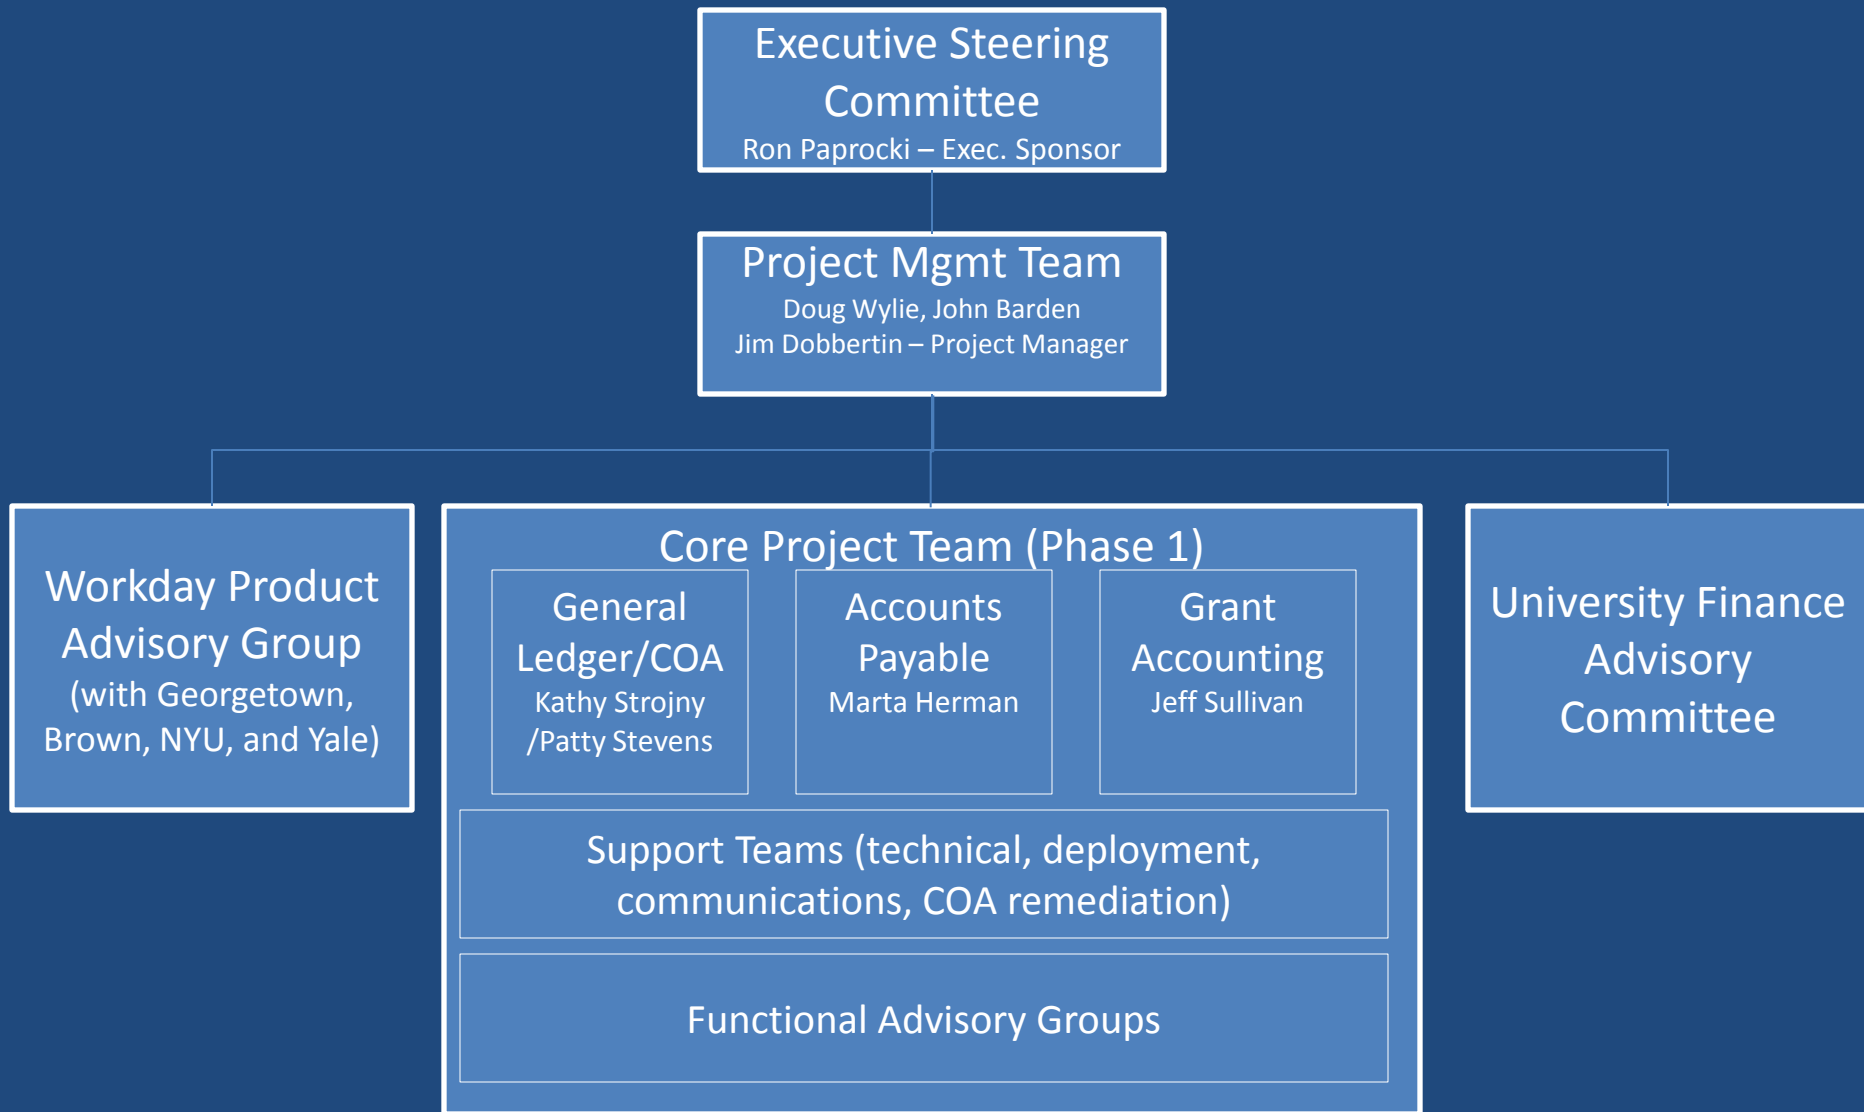 Executive Steering
Committee
Ron Paprocki – Exec. Sponsor
Project Mgmt Team
Doug Wylie, John Barden
Jim Dobbertin – Project Manager
Workday Product
Advisory Group
(with Georgetown,
Brown, NYU, and Yale)
Core Project Team (Phase 1)
General
Ledger/COA
Kathy Strojny
/Patty Stevens
Accounts
Payable
Marta Herman
Grant
Accounting
Jeff Sullivan
Support Teams (technical, deployment,
communications, COA remediation)
Functional Advisory Groups
University Finance
Advisory
Committee